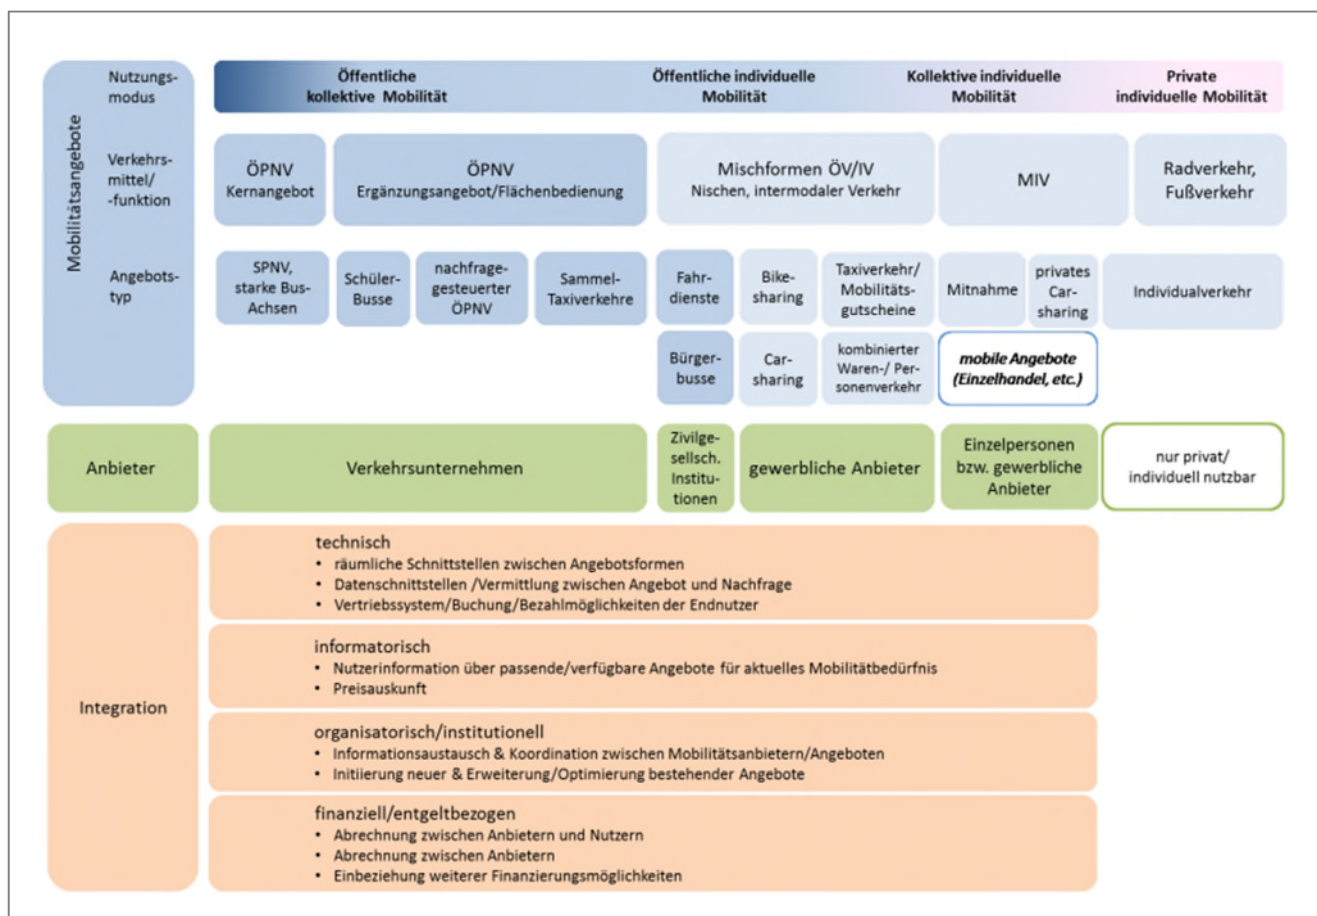 Mobilitätsangebote
Nutzungs-
modus
Öffentliche
kollektive Mobilität
Öffentliche individuelle
Mobilität
Kollektive individuelle
Mobilität
Private
individuelle Mobilität
Verkehrs-
mittel/
-funktion
ÖPNV
Kernangebot
ÖPNV
Ergänzungsangebot/Flächenbedienung
Mischformen ÖV/IV
Nischen, intermodaler Verkehr
MIV
Radverkehr,
Fußverkehr
Angebots-
typ
SPNV,
starke Bus-
Achsen
Schüler-
Busse
nachfrage-
gesteuerter
ÖPNV
Sammel-
Taxiverkehre
Fahr-
dienste
Bike-
sharing
Taxiverkehr/
Mobilitäts-
gutscheine
Mitnahme
privates
Car-
sharing
Individualverkehr
Bürger-
busse
Car-
sharing
kombinierter
Waren-/ Per-
sonenverkehr
mobile Angebote
(Einzelhandel, etc.)
Anbieter
Verkehrsunternehmen
Zivilge-
sellsch.
Institu-
tionen
gewerbliche Anbieter
Einzelpersonen
bzw. gewerbliche
Anbieter
nur privat/
individuell nutzbar
Integration
technisch
• räumliche Schnittstellen zwischen Angebotsformen
• Datenschnittstellen /Vermittlung zwischen Angebot und Nachfrage
• Vertriebssystem/Buchung/Bezahlmöglichkeiten der Endnutzer
informatorisch
• Nutzerinformation über passende/verfügbare Angebote für aktuelles Mobilitätbedürfnis
• Preisauskunft
organisatorisch/institutionell
• Informationsaustausch & Koordination zwischen Mobilitätsanbietern/Angeboten
• Initiierung neuer & Erweiterung/Optimierung bestehender Angebote
finanziell/entgeltbezogen
• Abrechnung zwischen Anbietern und Nutzern
• Abrechnung zwischen Anbietern
• Einbeziehung weiterer Finanzierungsmöglichkeiten